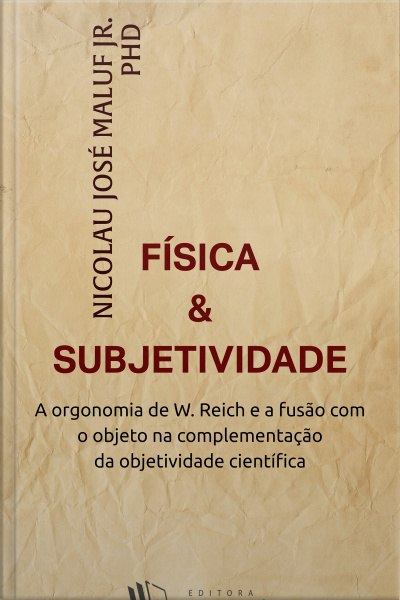 NICOLAU JOSÉ MALUF JR.
PHD
FÍSICA
&
SUBJETIVIDADE
A orgonomia de W. Reich e a fusão com
o objeto na complementação
da objetividade científica
EDITORA